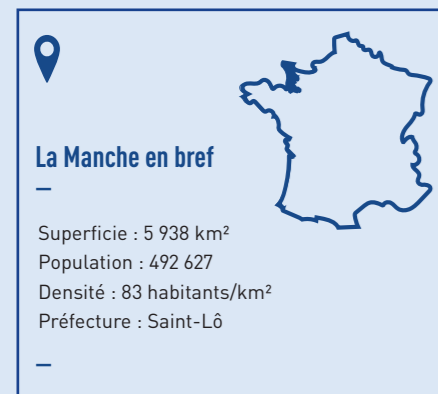 La Manche en bref
Superficie : 5 938 km²
Population : 492 627
Densité : 83 habitants/km²
Préfecture : Saint-Lô